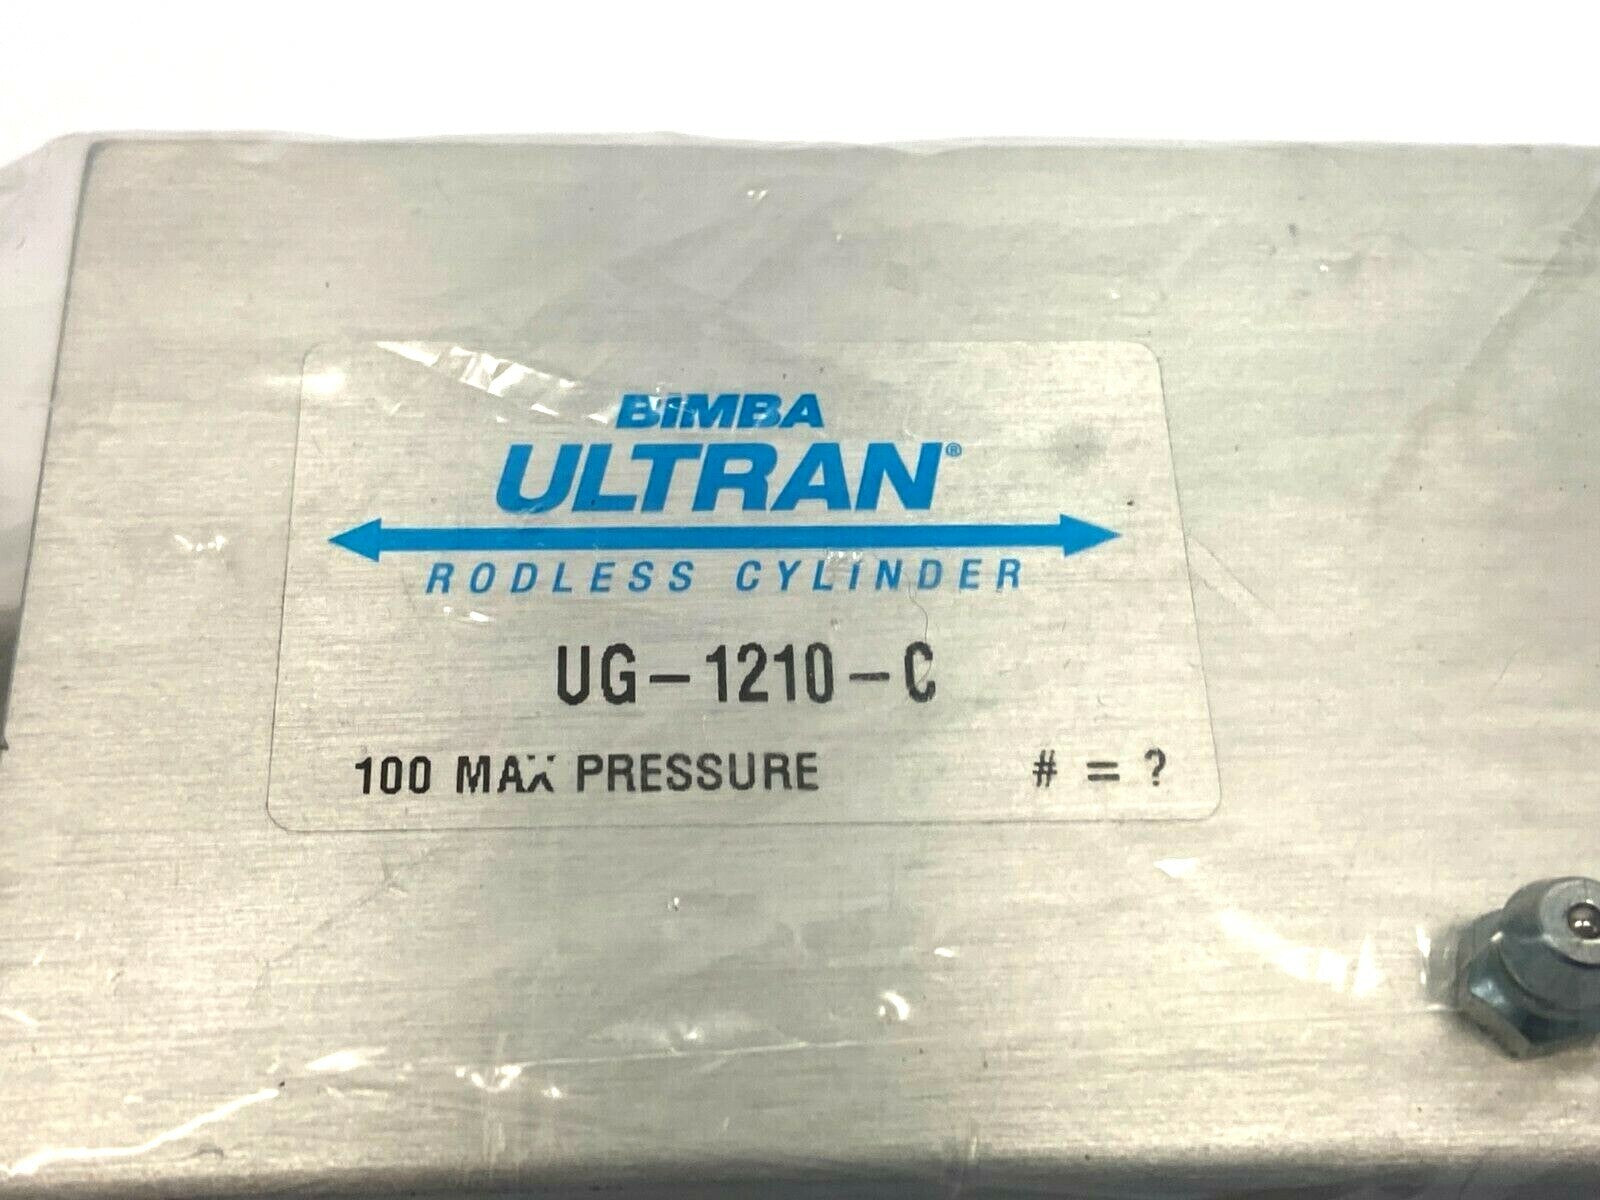 BIMBA
ULTRAN®
RODLESS CYLINDER
UG-1210-C
100 MAX PRESSURE # = ?